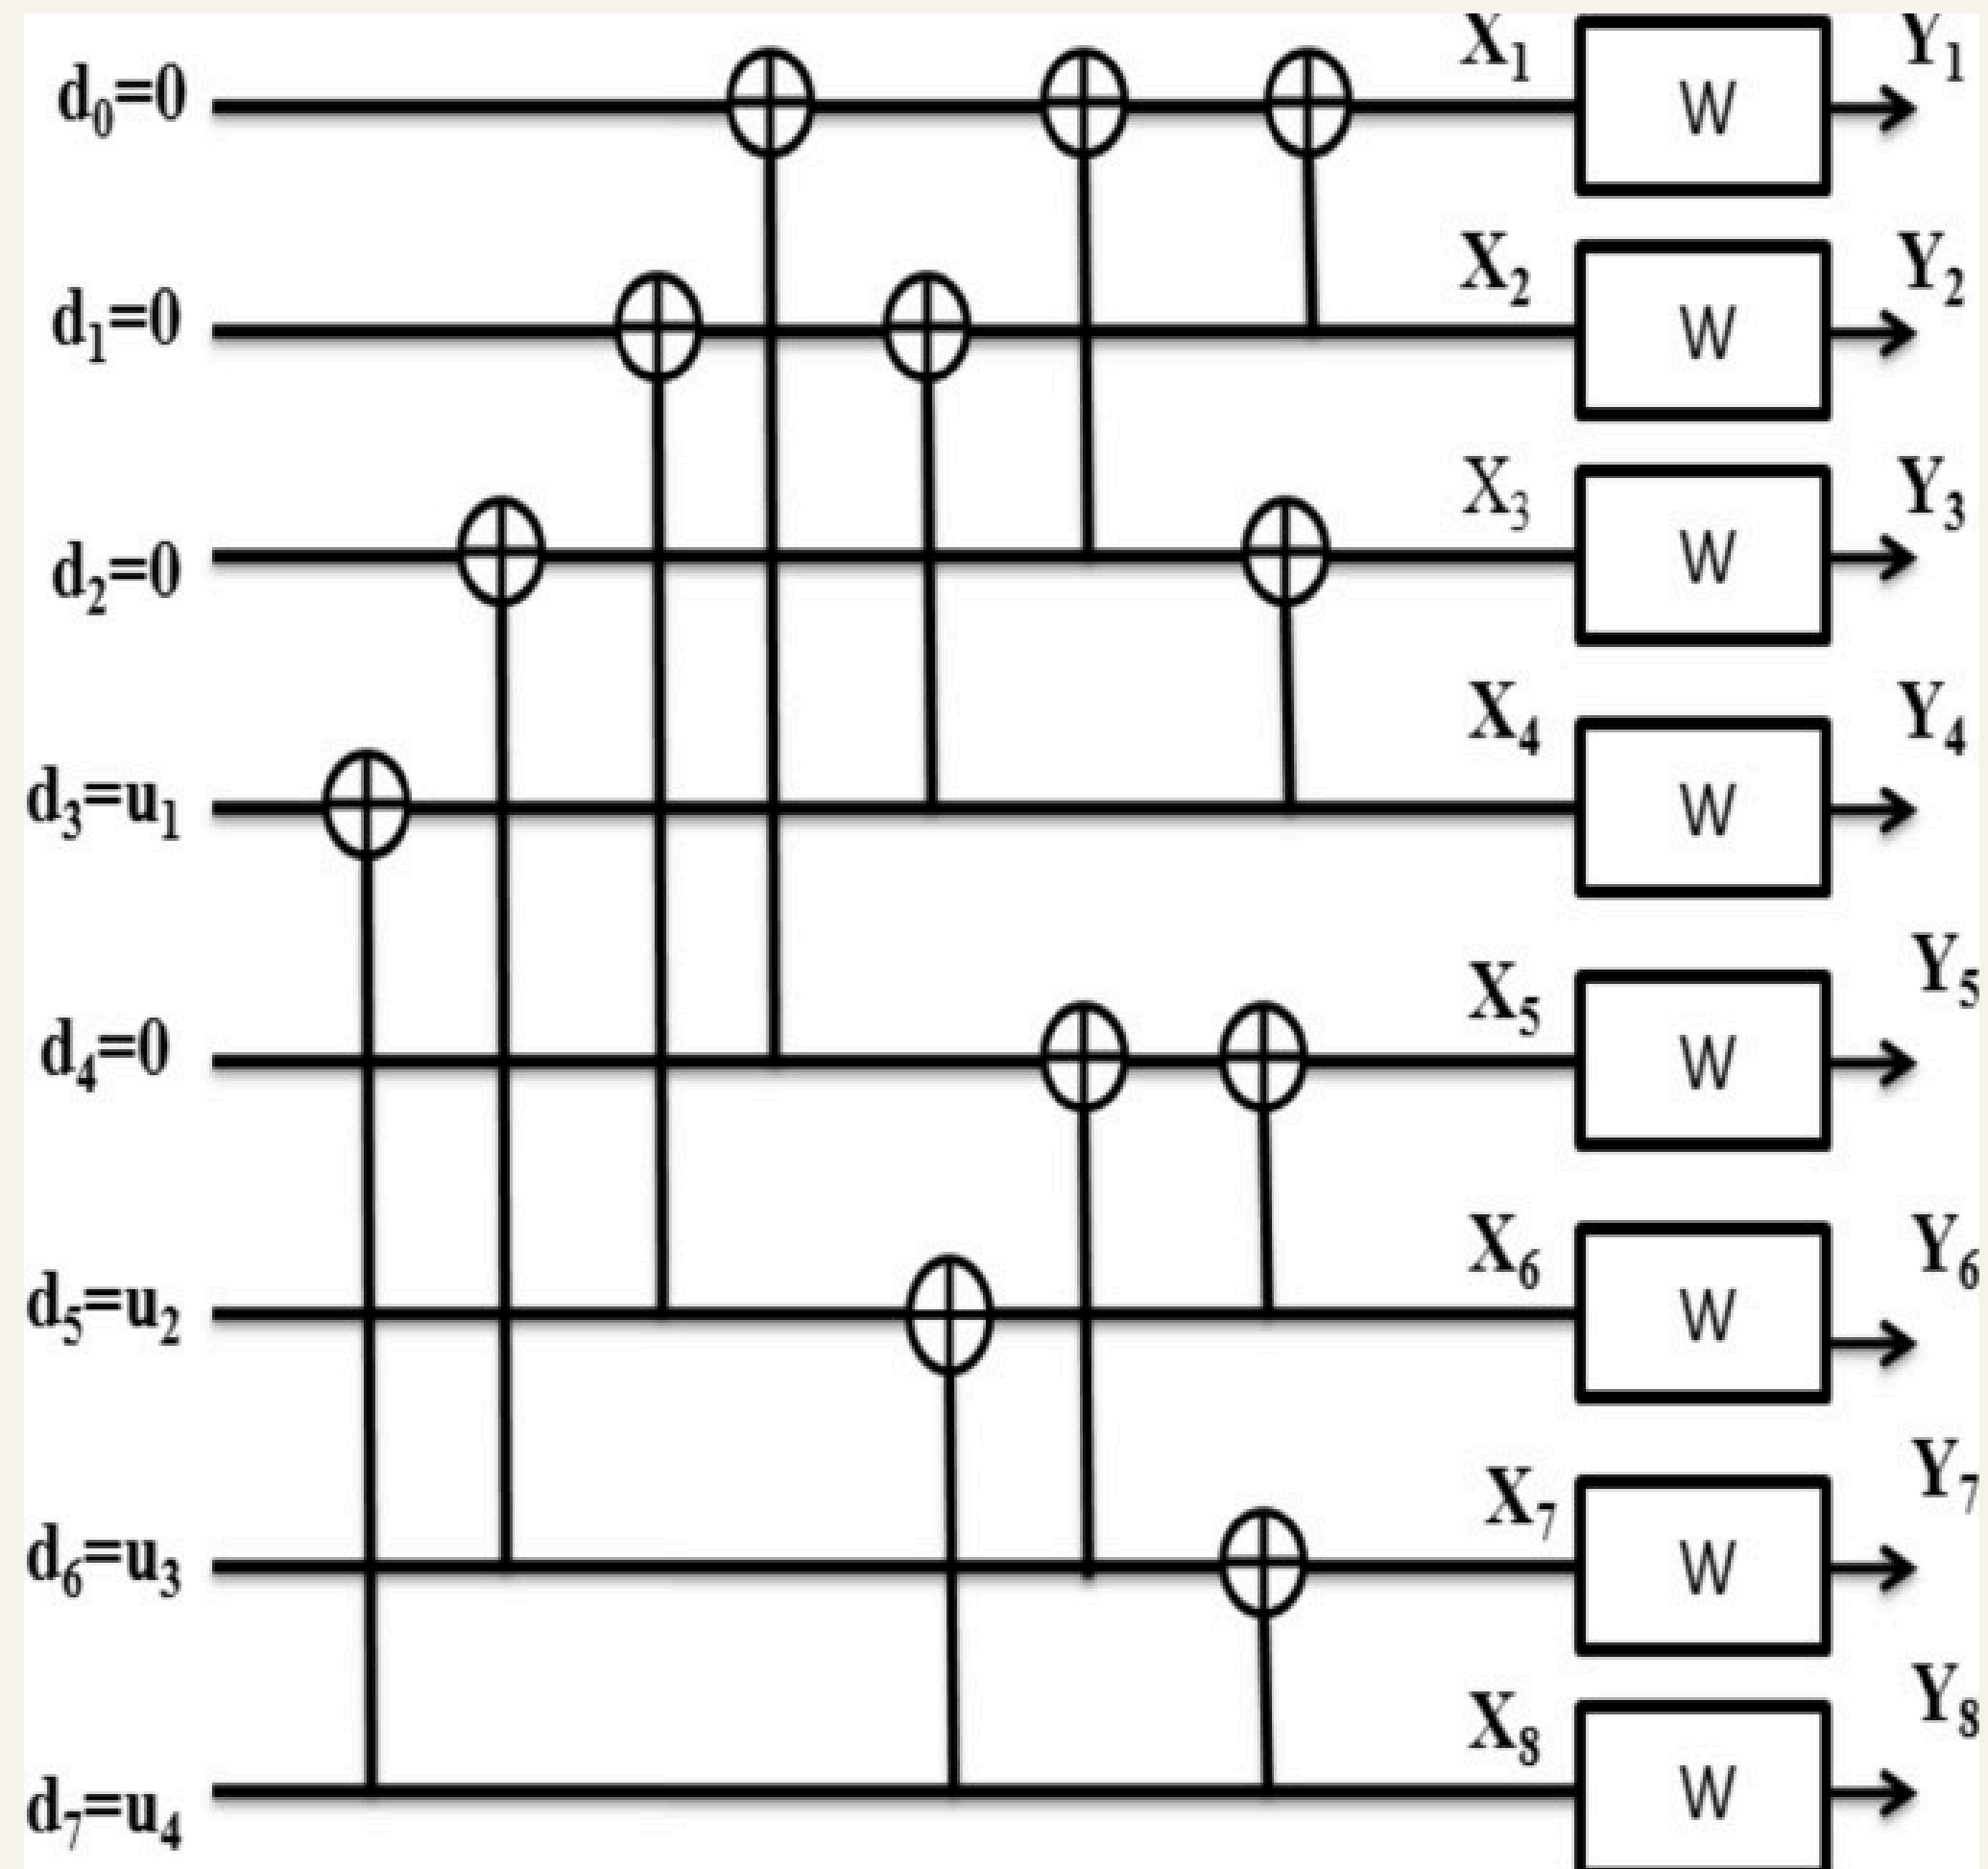 d₀=0 X₁ W Y₁
d₁=0 X₂ W Y₂
d₂=0 X₃ W Y₃
d₃=u₁ X₄ W Y₄
d₄=0 X₅ W Y₅
d₅=u₂ X₆ W Y₆
d₆=u₃ X₇ W Y₇
d₇=u₄ X₈ W Y₈